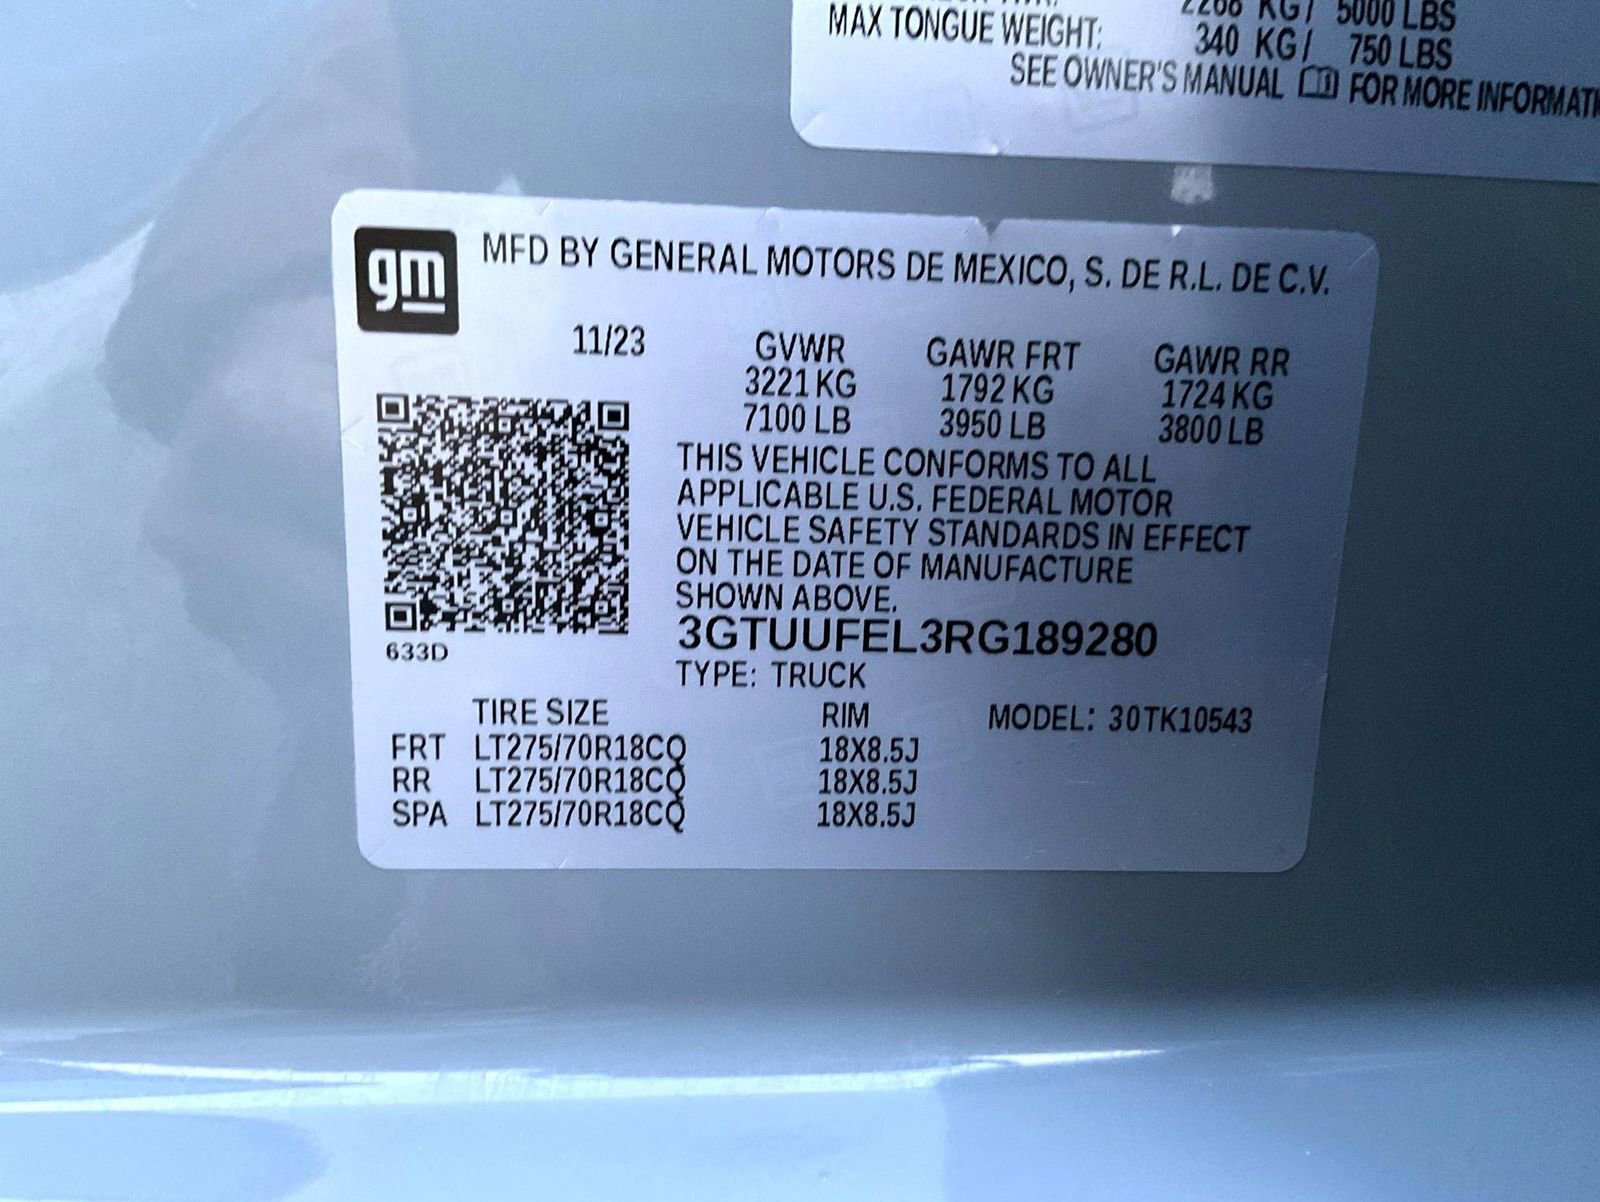 2268 KG/ 5000 LBS
MAX TONGUE WEIGHT: 340 KG/ 750 LBS
SEE OWNER'S MANUAL FOR MORE
gm
MFD BY GENERAL MOTORS DE MEXICO, S. DE R.L. DE C.V.
11/23 GVWR GAWR FRT GAWR RR
3221 KG 1792 KG 1724 KG
7100 LB 3950 LB 3800 LB
THIS VEHICLE CONFORMS TO ALL
APPLICABLE U.S. FEDERAL MOTOR
VEHICLE SAFETY STANDARDS IN EFFECT
ON THE DATE OF MANUFACTURE
SHOWN ABOVE.
3GTUUFEL3RG189280
633D
TYPE: TRUCK
TIRE SIZE RIM MODEL: 30TK10543
FRT LT275/70R18CQ 18X8.5J
RR LT275/70R18CQ 18X8.5J
SPA LT275/70R18CQ 18X8.5J